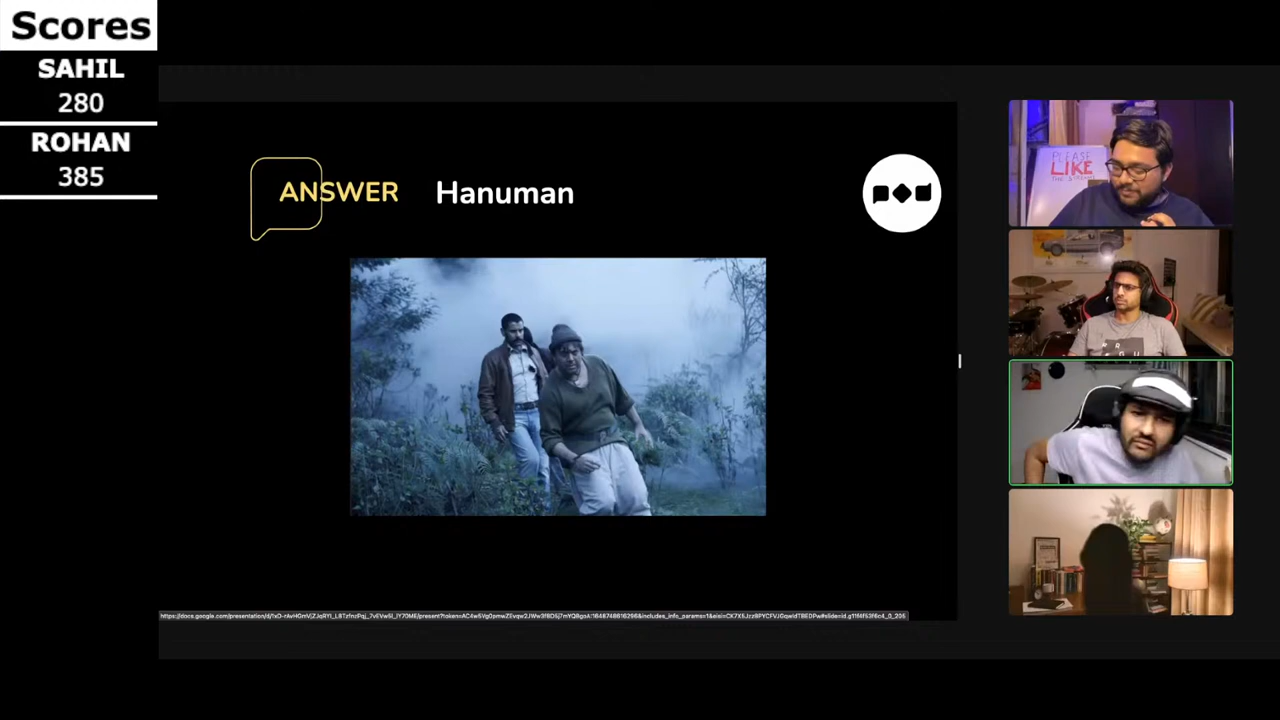 Scores
SAHIL
280
ROHAN
385
ANSWER
Hanuman
PLEASE
LIKE